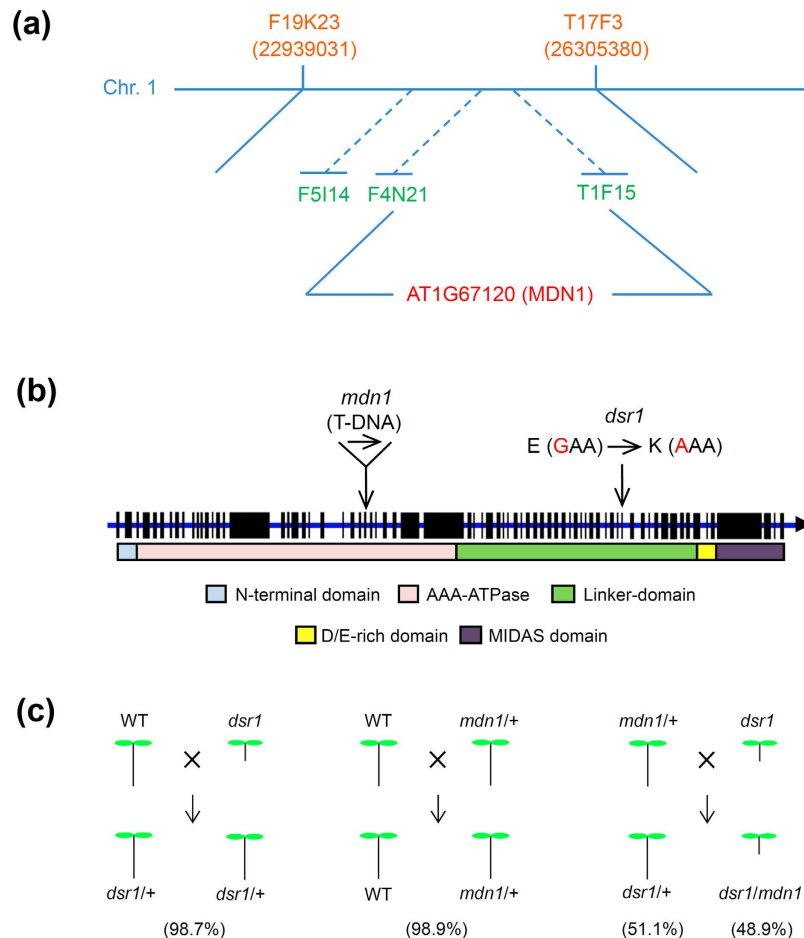 (a)
F19K23
(22939031)
T17F3
(26305380)
Chr. 1
F5I14
F4N21
T1F15
AT1G67120 (MDN1)
(b)
mdn1
(T-DNA)
dsr1
E (GAA) K (AAA)
N-terminal domain
AAA-ATPase
Linker-domain
D/E-rich domain
MIDAS domain
(c)
WT dsr1 WT mdn1/+ mdn1/+ dsr1
dsr1/+ dsr1/+ WT mdn1/+ dsr1/+ dsr1/mdn1
(98.7%) (98.9%) (51.1%) (48.9%)